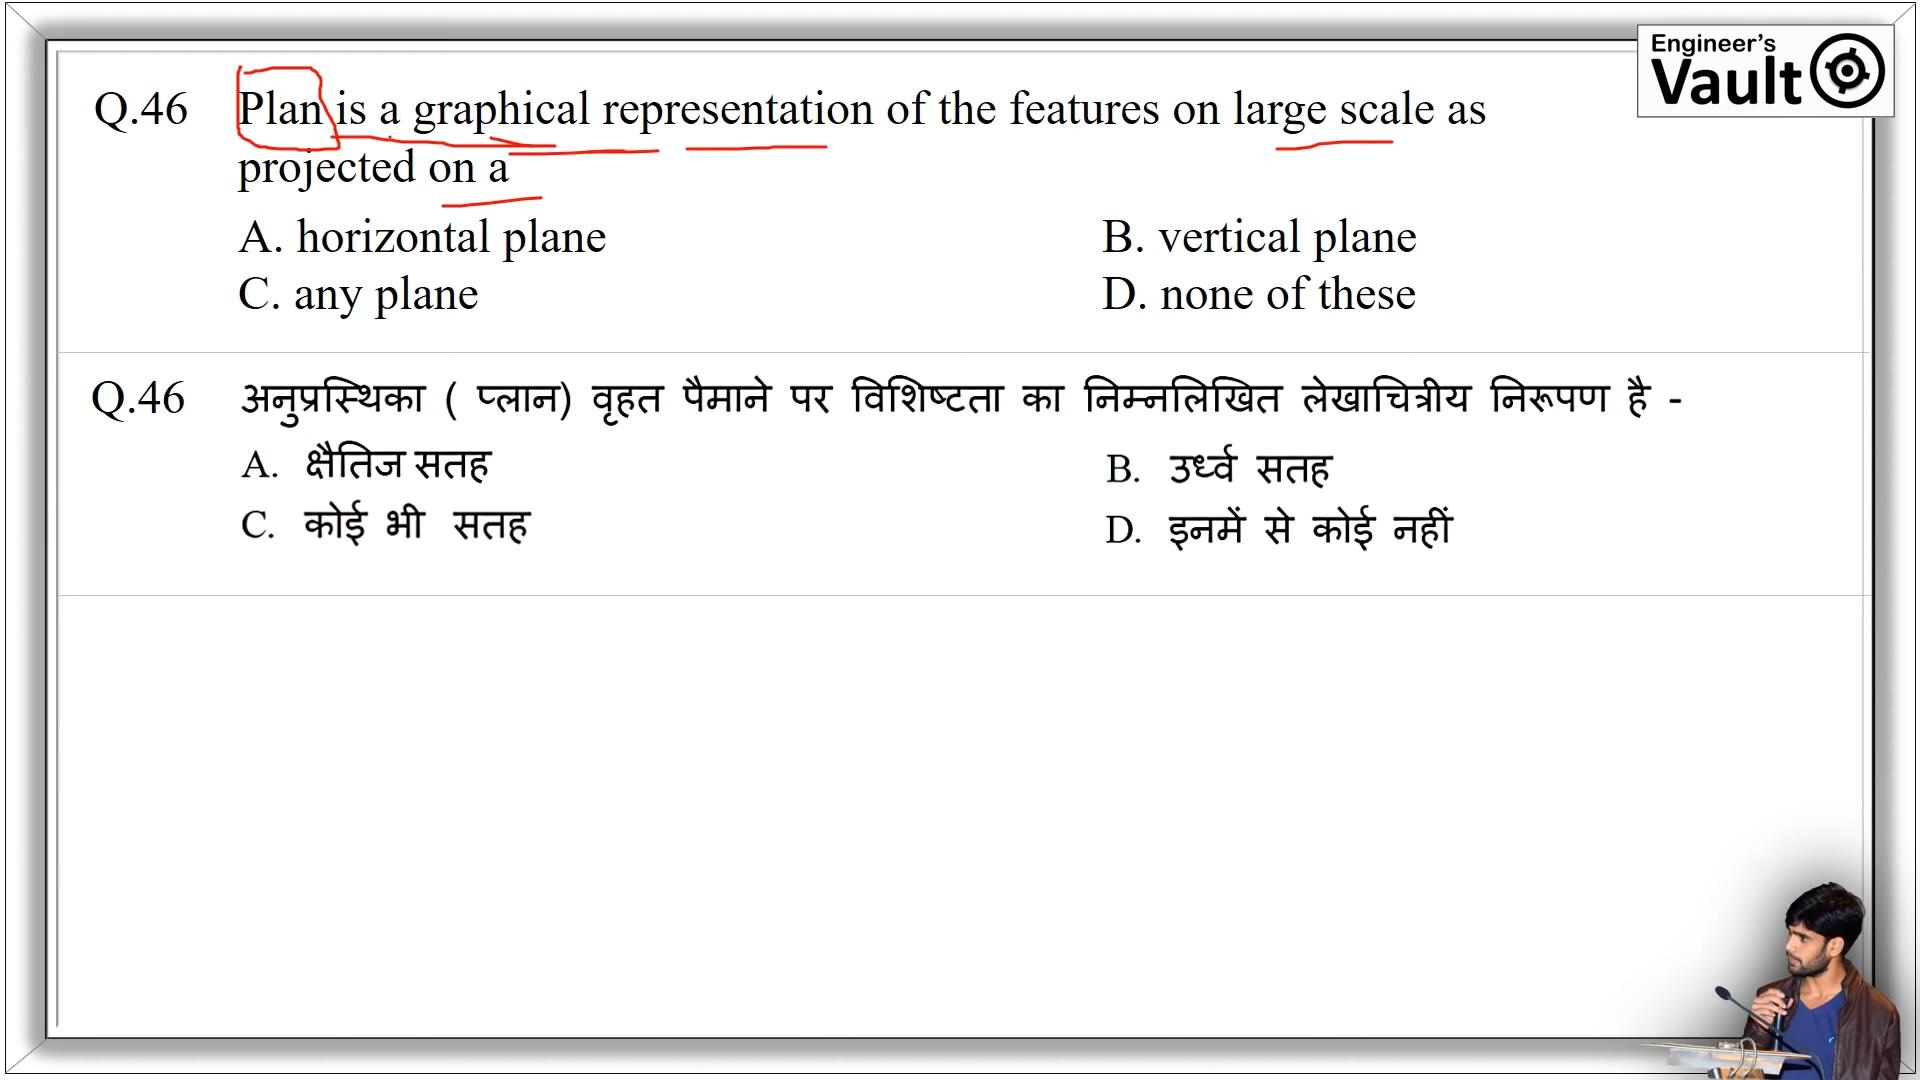 Engineer's
Vault
Q.46 Plan is a graphical representation of the features on large scale as
projected on a
A. horizontal plane B. vertical plane
C. any plane D. none of these
Q.46 अनुप्रस्थिका ( प्लान) वृहत पैमाने पर विशिष्टता का निम्नलिखित लेखाचित्रीय निरूपण है -
A. क्षैतिज सतह B. उर्ध्व सतह
C. कोई भी सतह D. इनमें से कोई नहीं